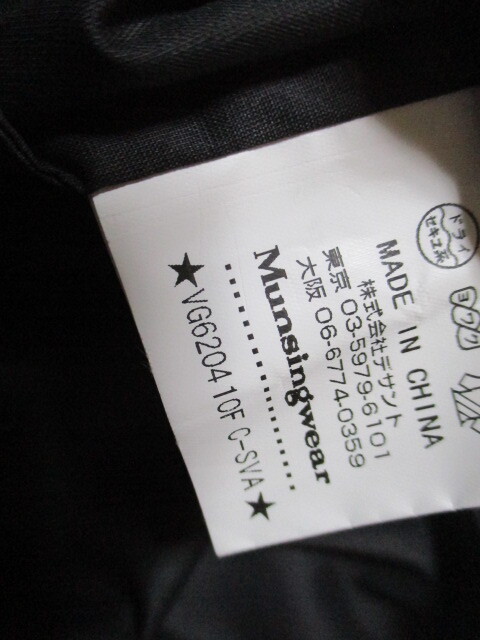 ドライ
セキユ系
ヨワク
MADE IN CHINA
株式会社デサント
東京 03-5979-6101
大阪 06-6774-0359
Munsingwear
★VG6204 10F C-SVA★